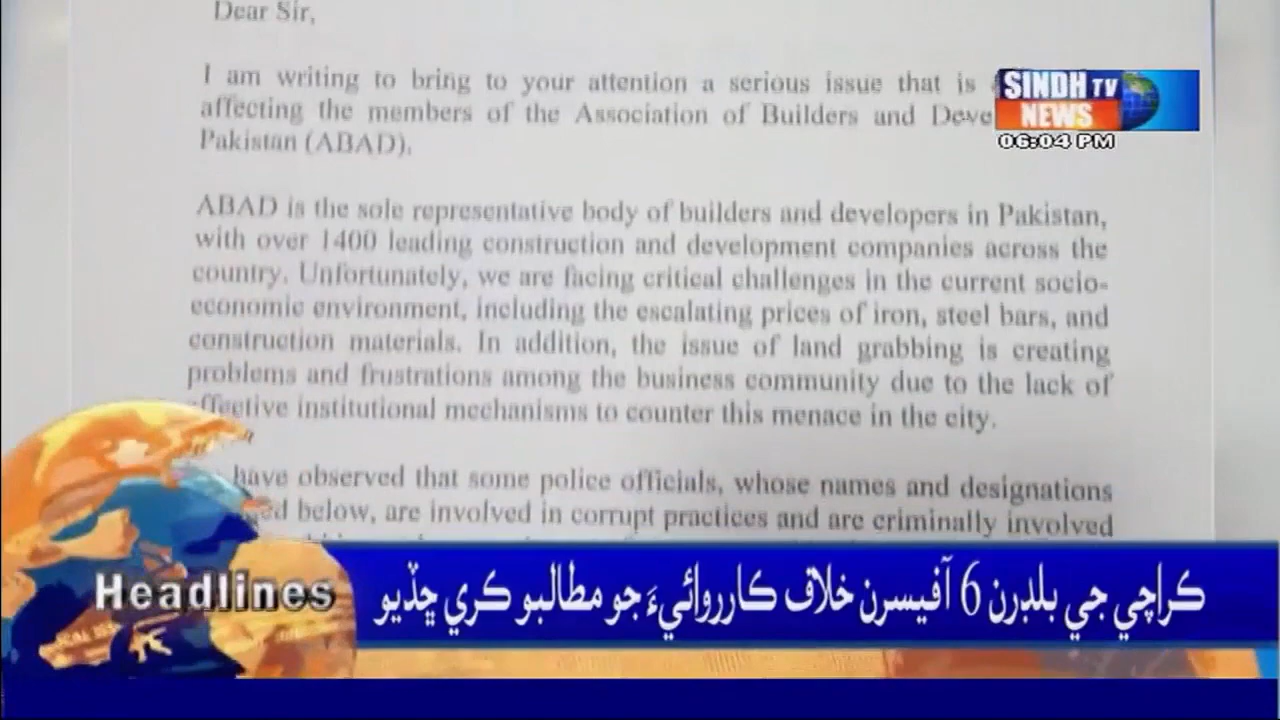 Dear Sir,
I am writing to bring to your attention a serious issue that is
affecting the members of the Association of Builders and Deve
Pakistan (ABAD).
SINDH TV
NEWS
06:04 PM
ABAD is the sole representative body of builders and developers in Pakistan,
with over 1400 leading construction and development companies across the
country. Unfortunately, we are facing critical challenges in the current socio-
economic environment, including the escalating prices of iron, steel bars, and
construction materials. In addition, the issue of land grabbing is creating
problems and frustrations among the business community due to the lack of
ffective institutional mechanisms to counter this menace in the city.
have observed that some police officials, whose names and designations
ed below, are involved in corrupt practices and are criminally involved
Headlines
ڪراچي جي بلڊرن 6 آفيسرن خلاف ڪارروائيءَ جو مطالبو ڪري ڇڏيو